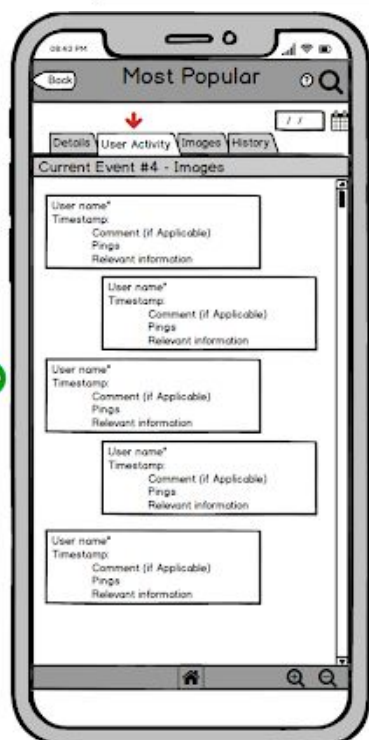 08:42 PM
Back
Most Popular
?
/ /
Details User Activity Images History
Current Event #4 - Images
User name*
Timestamp:
Comment (if Applicable)
Pings
Relevant information
User name*
Timestamp:
Comment (if Applicable)
Pings
Relevant information
User name*
Timestamp:
Comment (if Applicable)
Pings
Relevant information
User name*
Timestamp:
Comment (if Applicable)
Pings
Relevant information
User name*
Timestamp:
Comment (if Applicable)
Pings
Relevant information